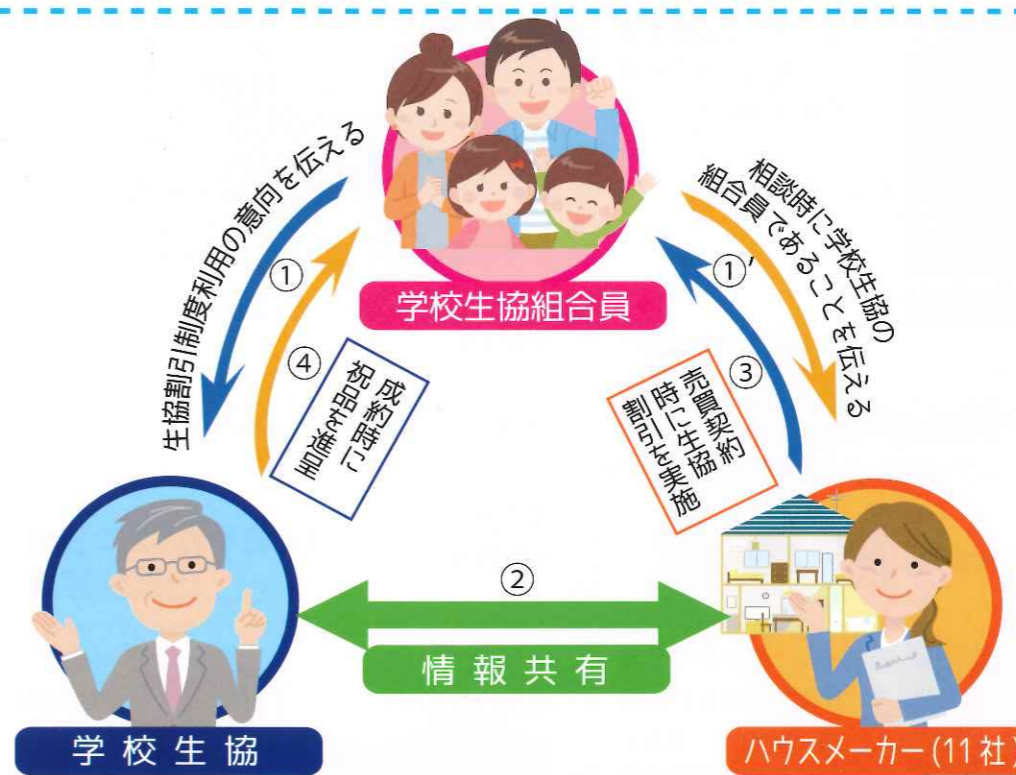 生協割引制度利用の意向を伝える
①
④
成約時に
祝品を進呈
学校生協組合員
相談時に学校生協の
組合員であることを伝える
①’
③
売買契約
時に生協
割引を実施
②
情報共有
学校生協
ハウスメーカー(11社)